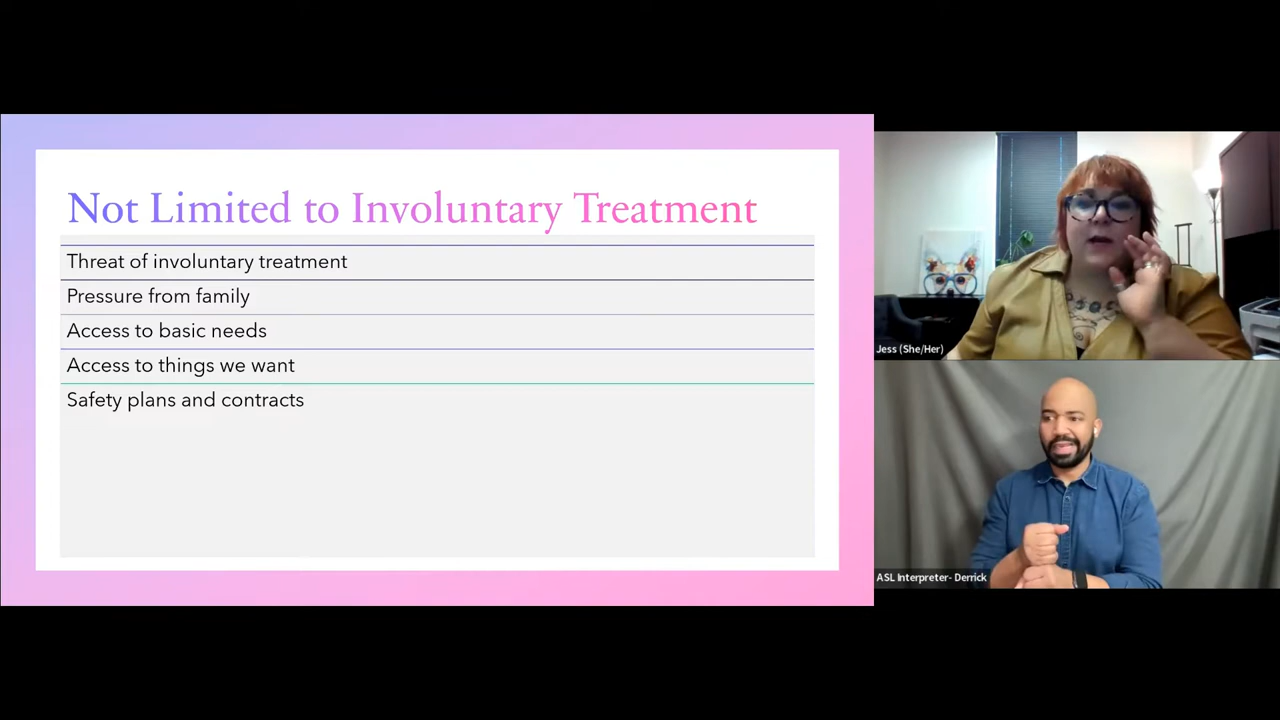 Not Limited to Involuntary Treatment
Threat of involuntary treatment
Pressure from family
Access to basic needs
Access to things we want
Safety plans and contracts
Jess (She/Her)
ASL Interpreter- Derrick